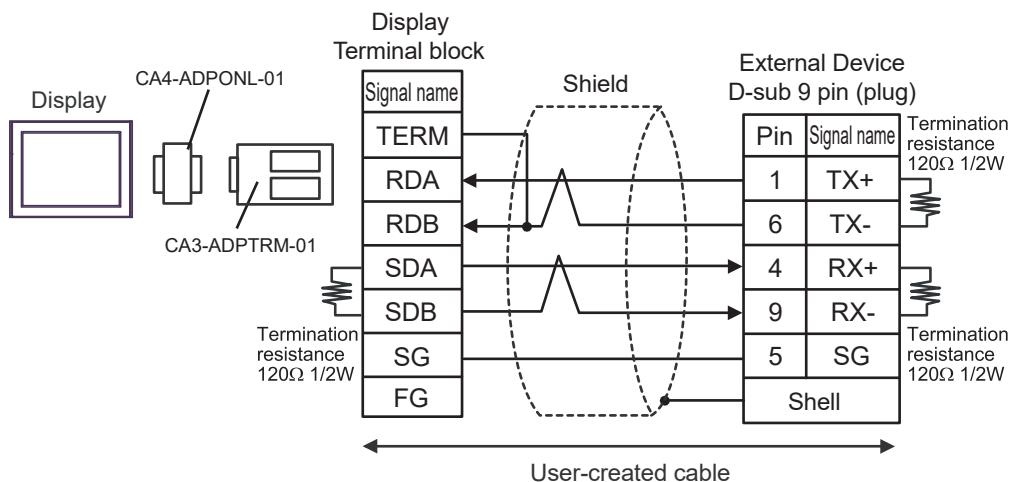 Display
Terminal block
CA4-ADPONL-01
Display
CA3-ADPTRM-01
Signal name
TERM
RDA
RDB
SDA
SDB
SG
FG
Termination
resistance
120Ω 1/2W
Shield
External Device
D-sub 9 pin (plug)
Pin Signal name
1 TX+
6 TX-
4 RX+
9 RX-
5 SG
Shell
Termination
resistance
120Ω 1/2W
Termination
resistance
120Ω 1/2W
User-created cable